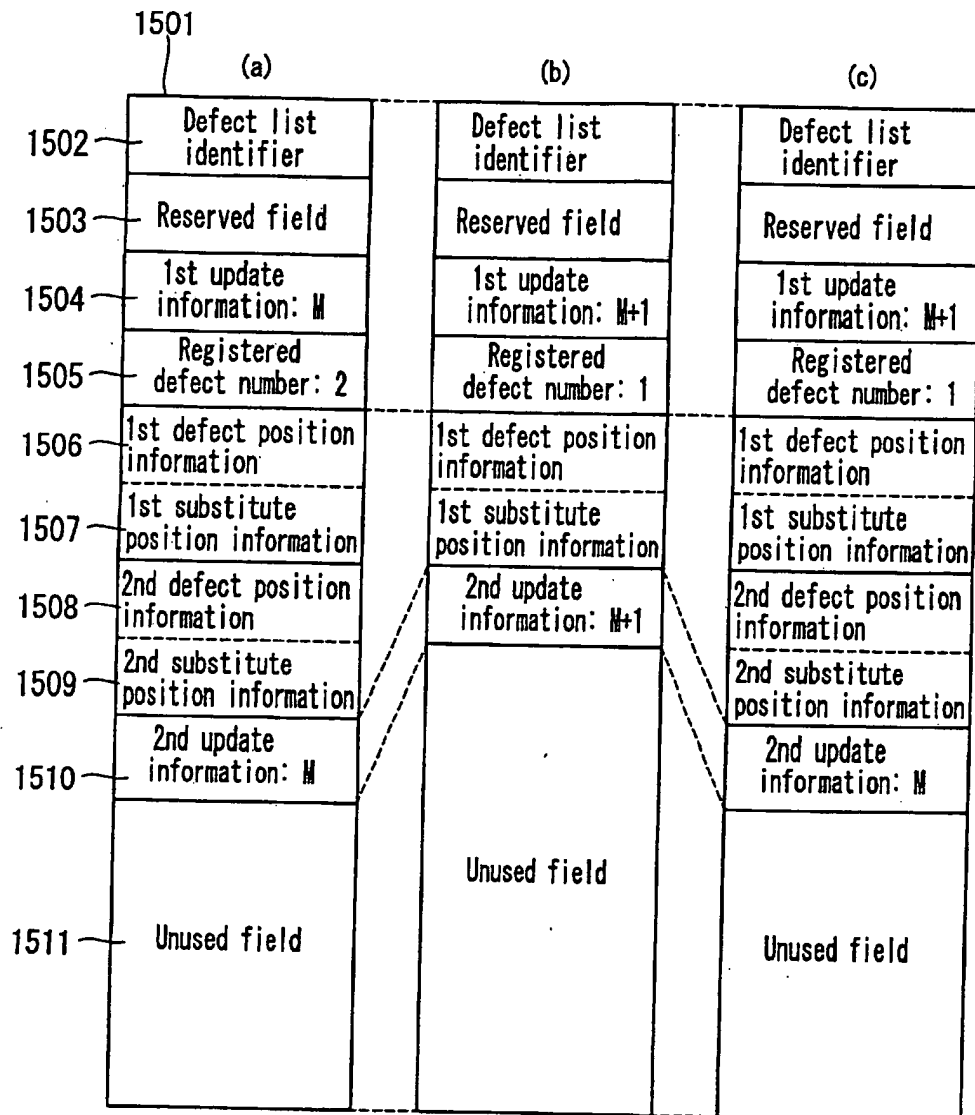 1501
(a)
(b)
(c)
1502
Defect list
identifier
Defect list
identifier
Defect list
identifier
1503
Reserved field
Reserved field
Reserved field
1504
1st update
information: M
1st update
information: M+1
1st update
information: M+1
1505
Registered
defect number: 2
Registered
defect number: 1
Registered
defect number: 1
1506
1st defect position
information
1st defect position
information
1st defect position
information
1507
1st substitute
position information
1st substitute
position information
1st substitute
position information
1508
2nd defect position
information
2nd update
information: M+1
2nd defect position
information
1509
2nd substitute
position information
2nd substitute
position information
1510
2nd update
information: M
2nd update
information: M
1511
Unused field
Unused field
Unused field